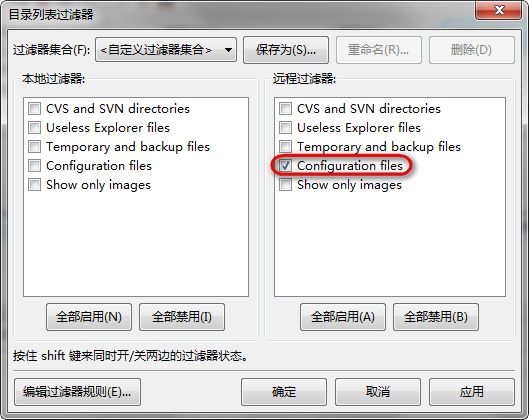 目录列表过滤器
过滤器集合(F): <自定义过滤器集合> 保存为(S)... 重命名(R)... 删除(D)
本地过滤器: 远程过滤器:
CVS and SVN directories CVS and SVN directories
Useless Explorer files Useless Explorer files
Temporary and backup files Temporary and backup files
Configuration files Configuration files
Show only images Show only images
全部启用(N) 全部禁用(I) 全部启用(A) 全部禁用(B)
按住 shift 键来同时开/关两边的过滤器状态。
编辑过滤器规则(E)... 确定 取消 应用